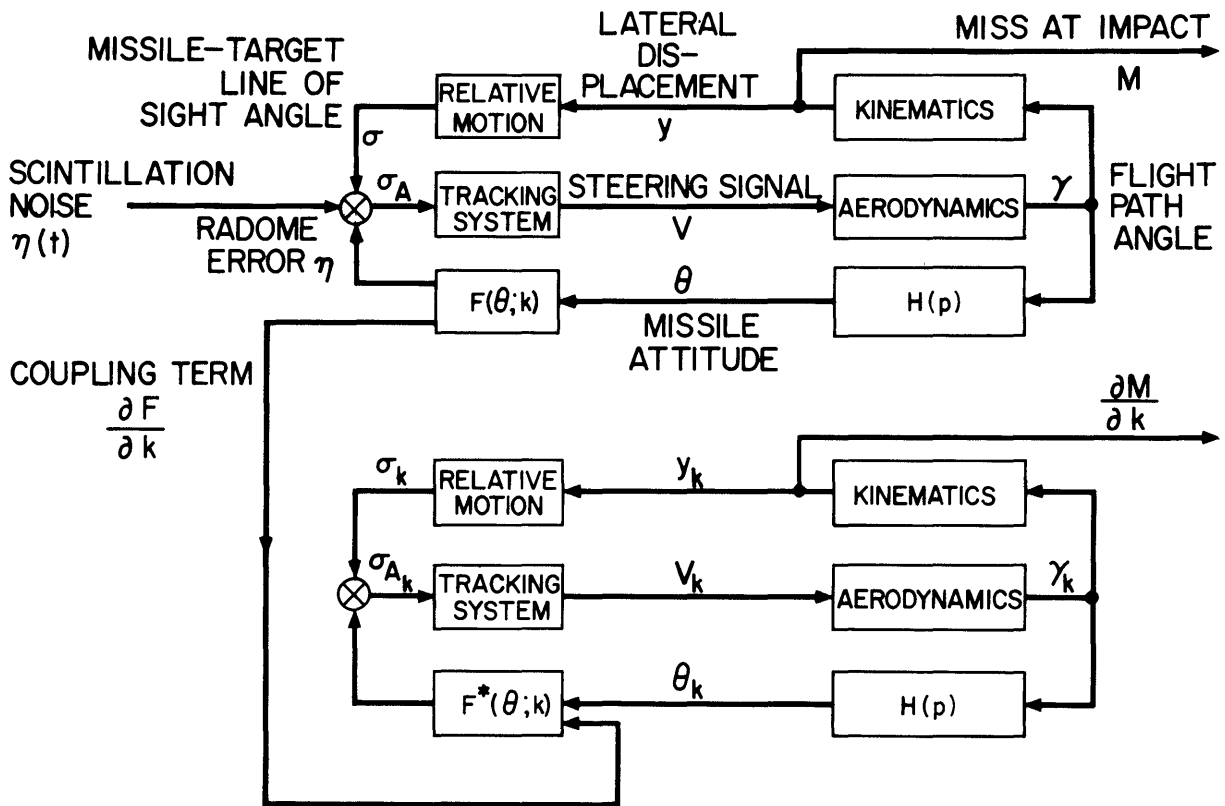 MISSILE-TARGET
LINE OF
SIGHT ANGLE
LATERAL
DIS-
PLACEMENT
MISS AT IMPACT
M
RELATIVE
MOTION
y
KINEMATICS
σ
SCINTILLATION
NOISE
η(t)
σA
TRACKING
SYSTEM
STEERING SIGNAL
V
AERODYNAMICS
γ
FLIGHT
PATH
ANGLE
RADOME
ERROR η
F(θ;k)
θ
MISSILE
ATTITUDE
H(p)
COUPLING TERM
∂F
∂k
∂M
∂k
σk
RELATIVE
MOTION
yk
KINEMATICS
σAk
TRACKING
SYSTEM
Vk
AERODYNAMICS
γk
F*(θ;k)
θk
H(p)